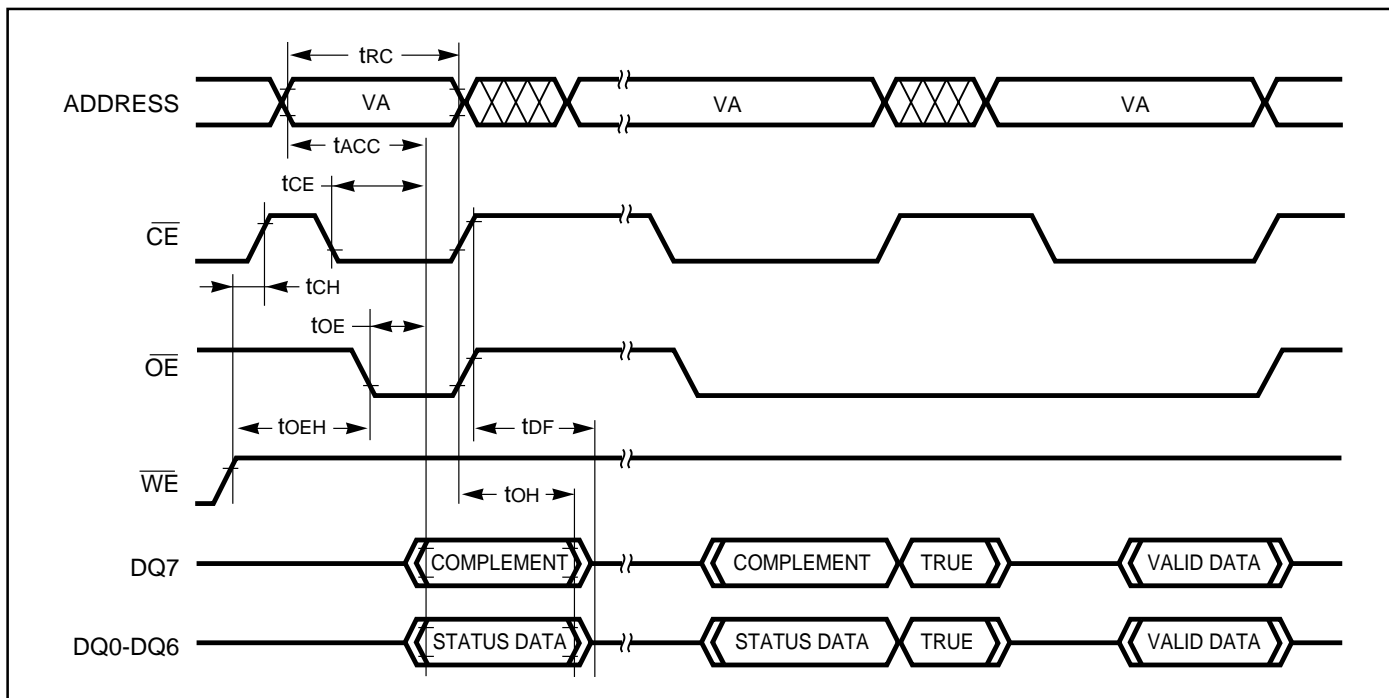 tRC
ADDRESS VA VA VA
tACC
tCE
CE
tCH
tOE
OE
tOEH tDF
WE
tOH
DQ7 COMPLEMENT COMPLEMENT TRUE VALID DATA
DQ0-DQ6 STATUS DATA STATUS DATA TRUE VALID DATA